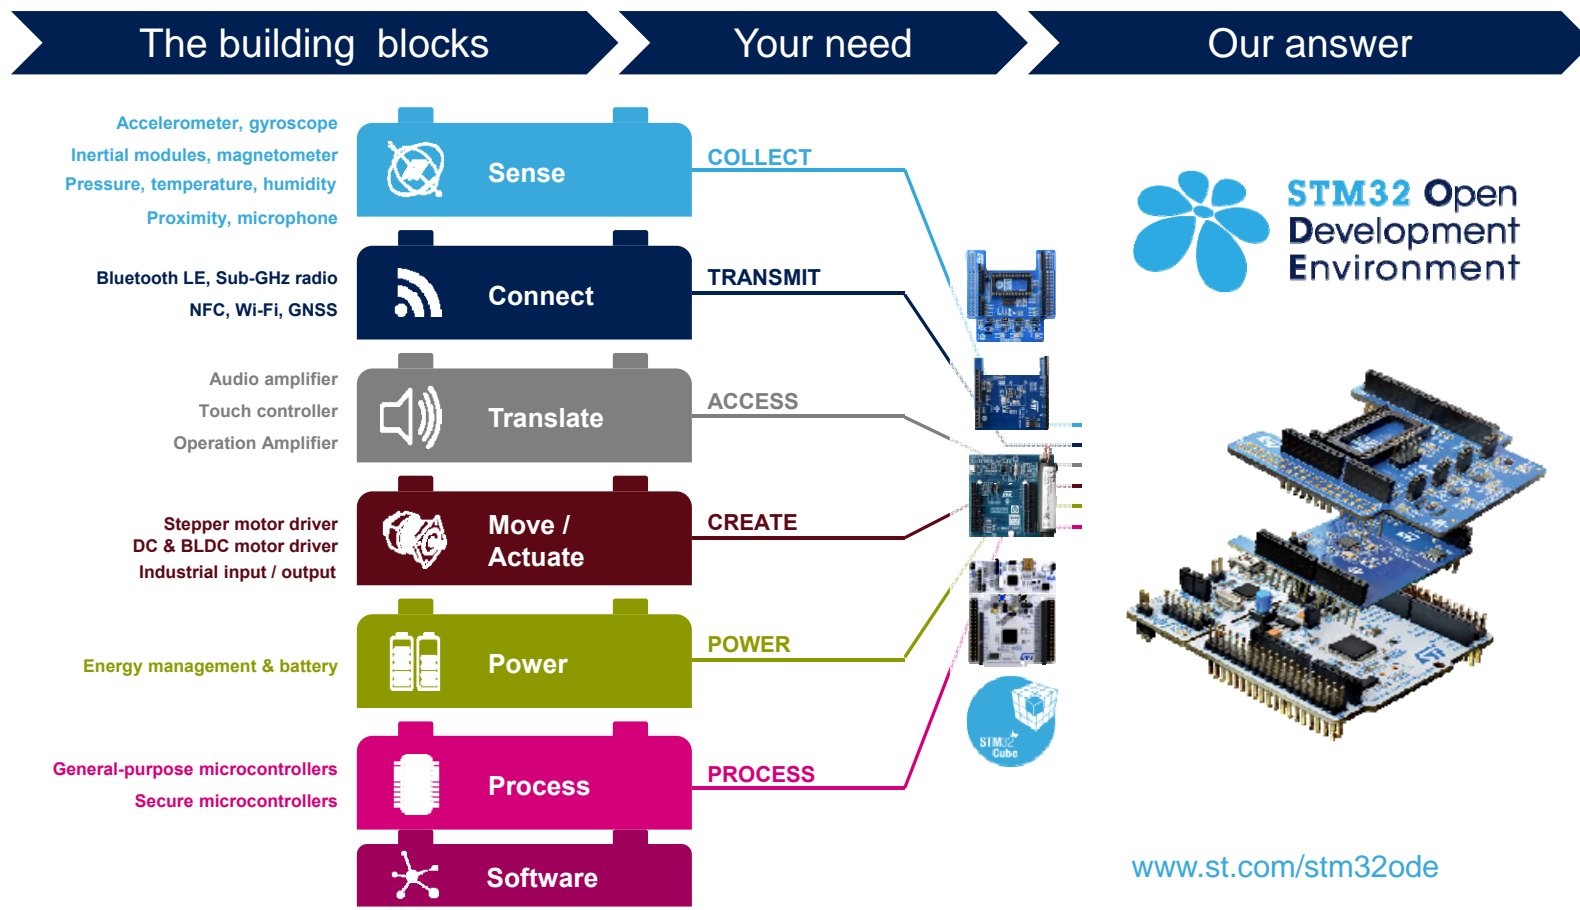 The building blocks
Your need
Our answer
Accelerometer, gyroscope
Inertial modules, magnetometer
Pressure, temperature, humidity
Proximity, microphone
Sense
COLLECT
Bluetooth LE, Sub-GHz radio
NFC, Wi-Fi, GNSS
Connect
TRANSMIT
Audio amplifier
Touch controller
Operation Amplifier
Translate
ACCESS
Stepper motor driver
DC & BLDC motor driver
Industrial input / output
Move /
Actuate
CREATE
Energy management & battery
Power
POWER
General-purpose microcontrollers
Secure microcontrollers
Process
PROCESS
Software
STM32
Cube
STM32 Open
Development
Environment
www.st.com/stm32ode